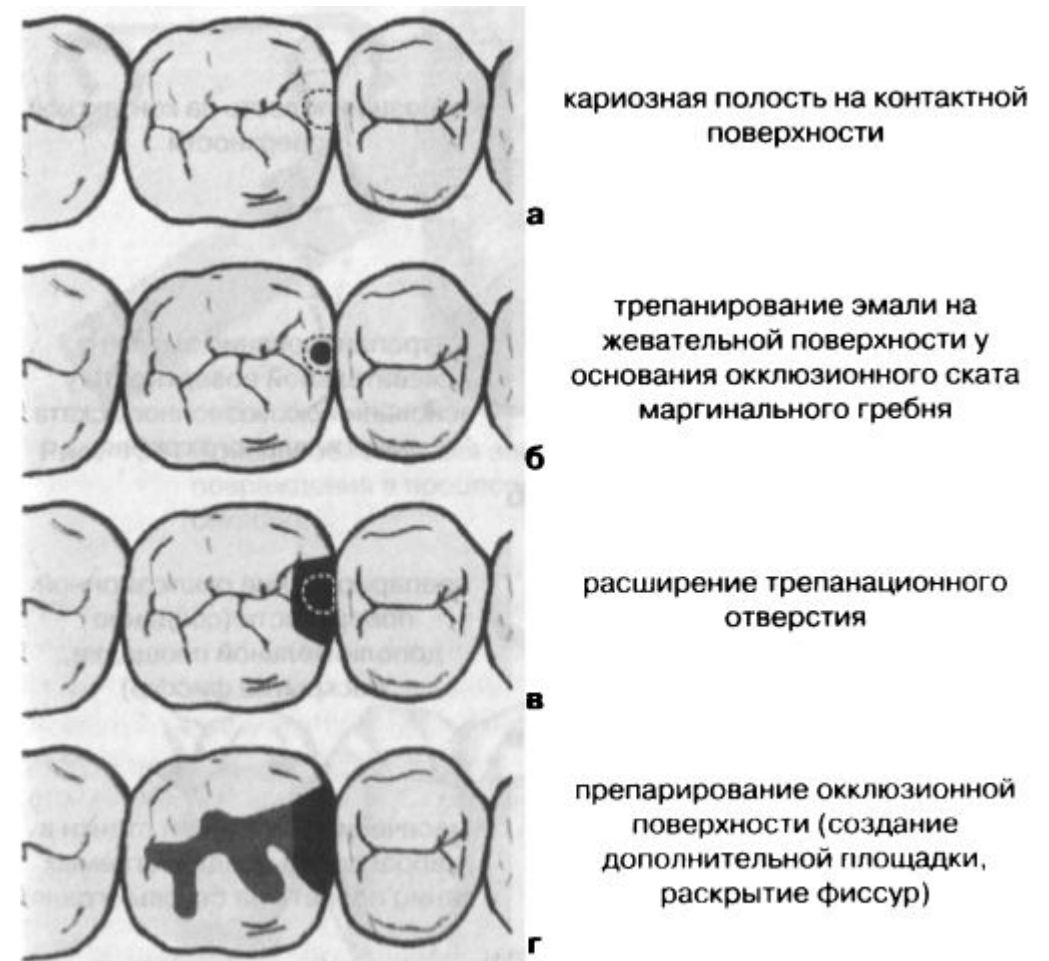 кариозная полость на контактной
поверхности
а
трепанирование эмали на
жевательной поверхности у
основания окклюзионного ската
маргинального гребня
б
расширение трепанационного
отверстия
в
препарирование окклюзионной
поверхности (создание
дополнительной площадки,
раскрытие фиссур)
г